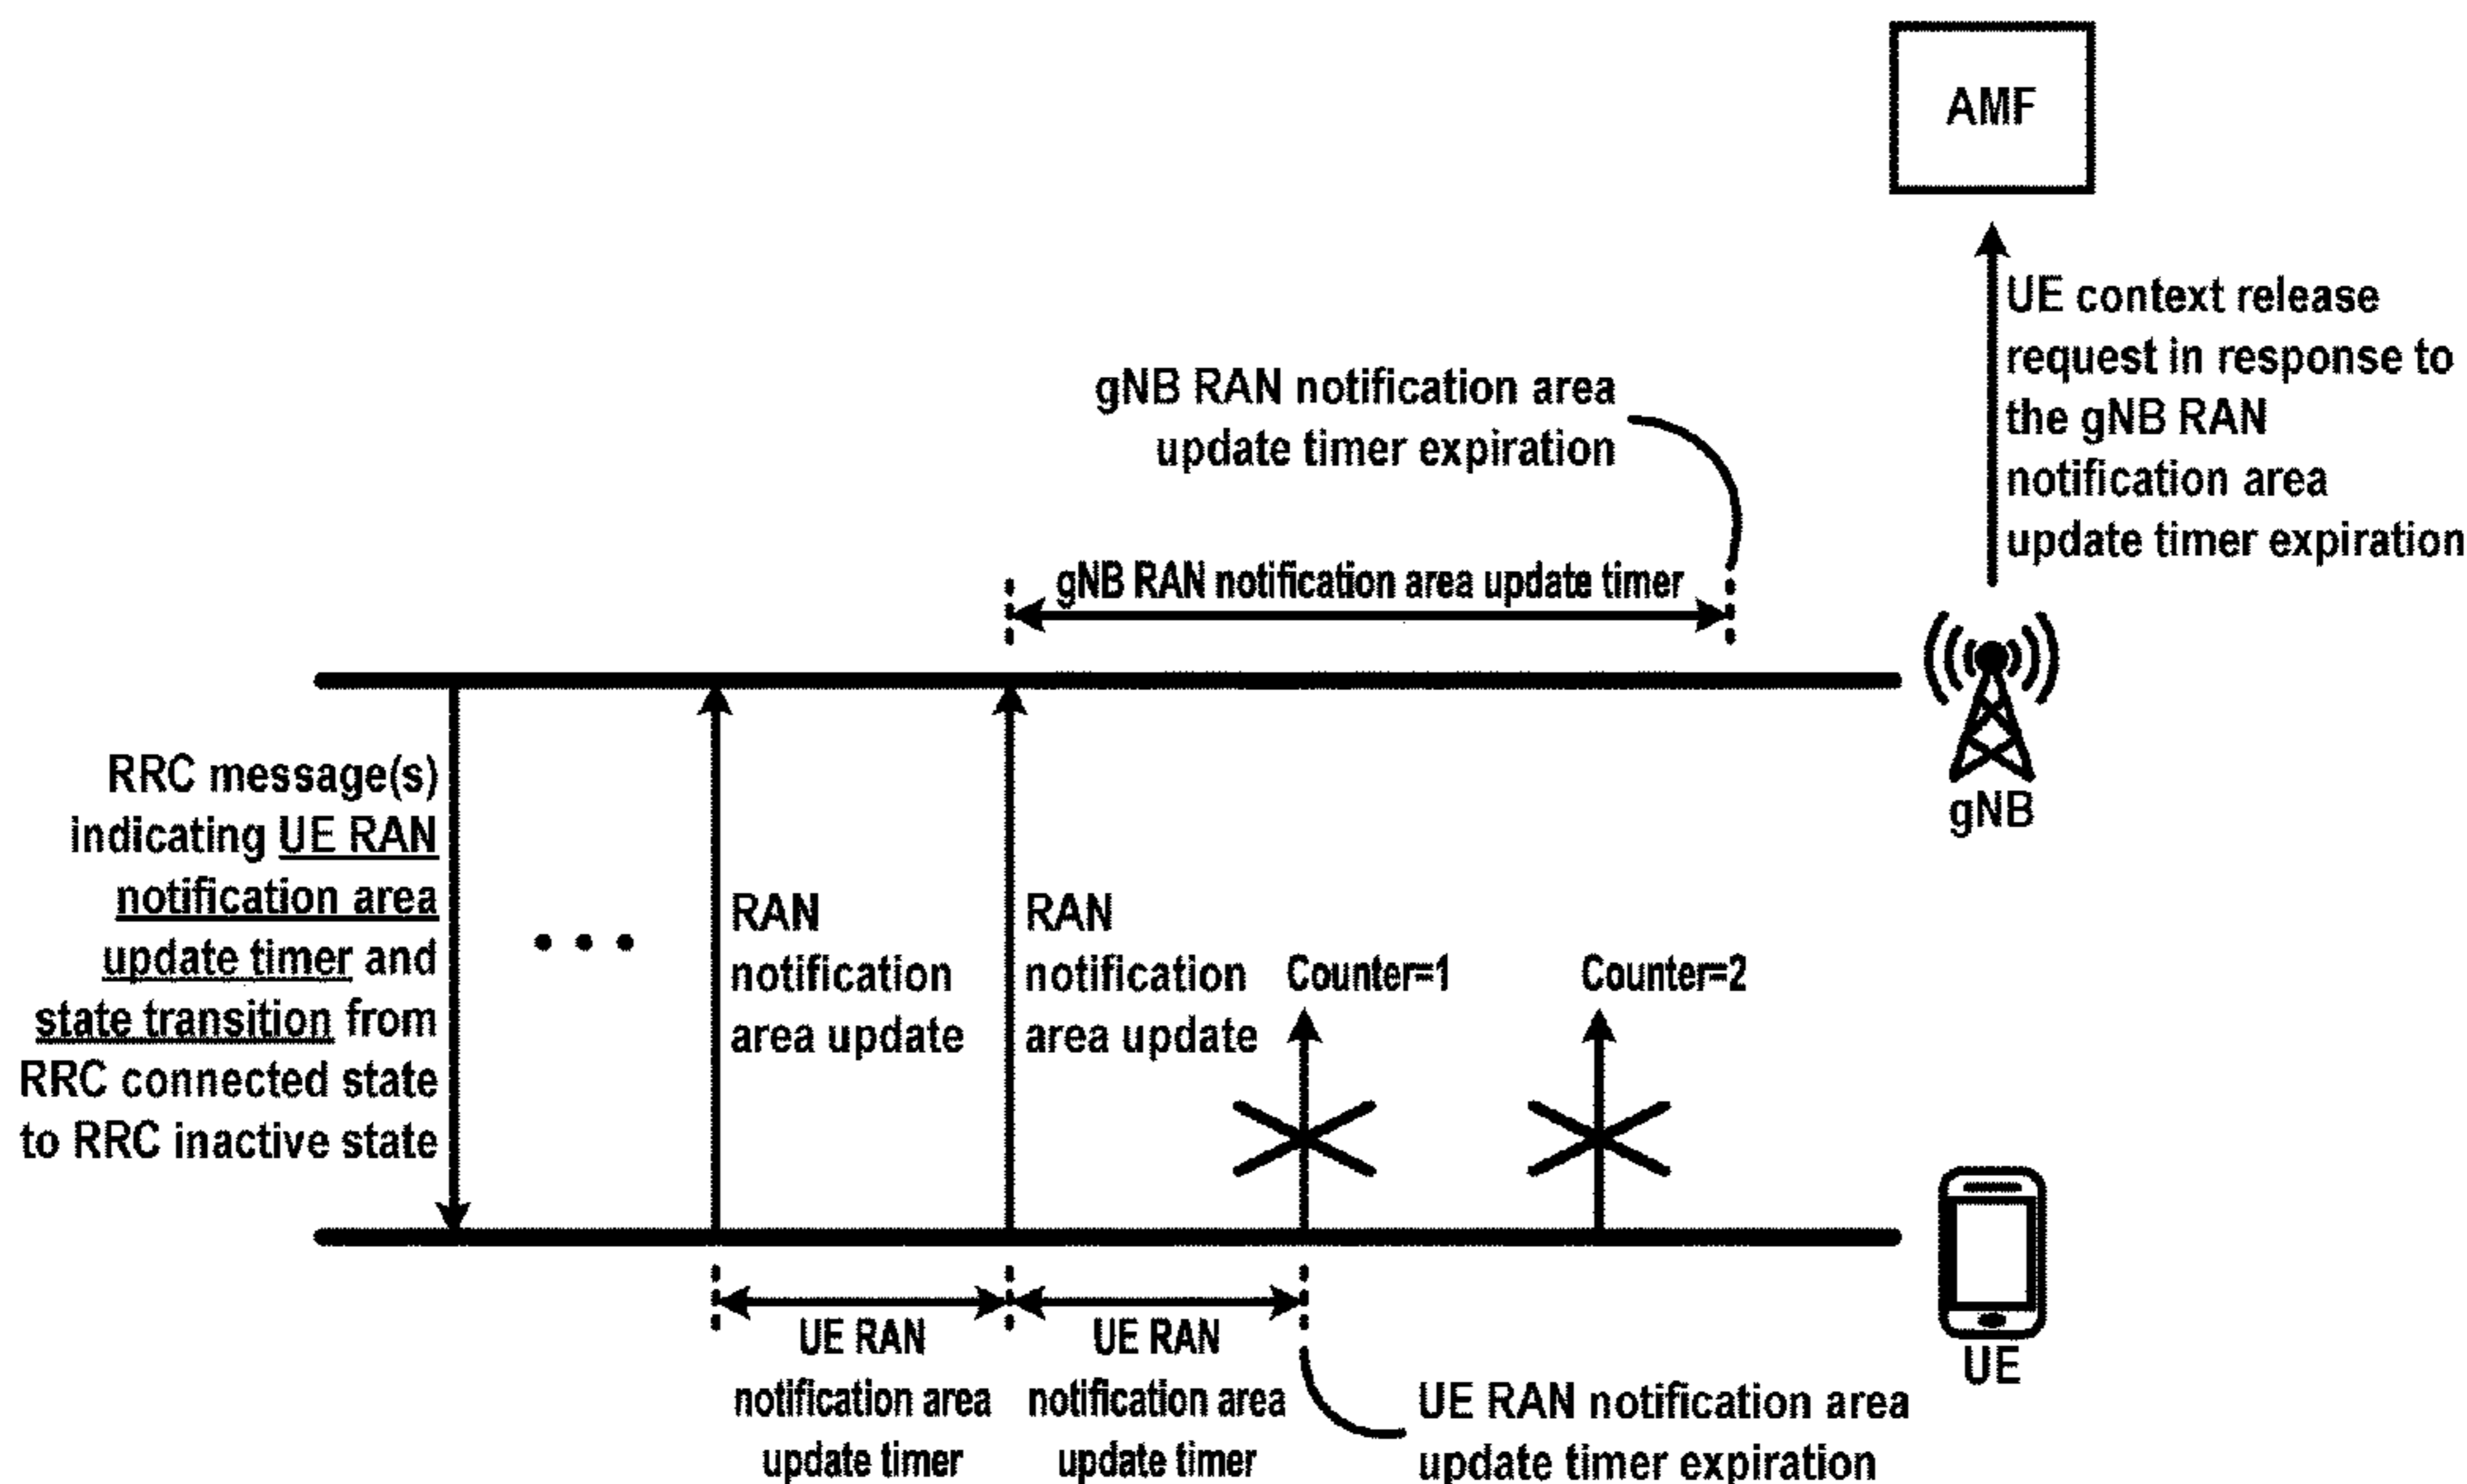 AMF
UE context release
request in response to
the gNB RAN
notification area
update timer expiration
gNB RAN notification area
update timer expiration
gNB RAN notification area update timer
gNB
RRC message(s)
indicating UE RAN
notification area
update timer and
state transition from
RRC connected state
to RRC inactive state
RAN
notification
area update
RAN
notification
area update
Counter=1
Counter=2
UE RAN
notification area
update timer
UE RAN
notification area
update timer
UE RAN notification area
update timer expiration
UE